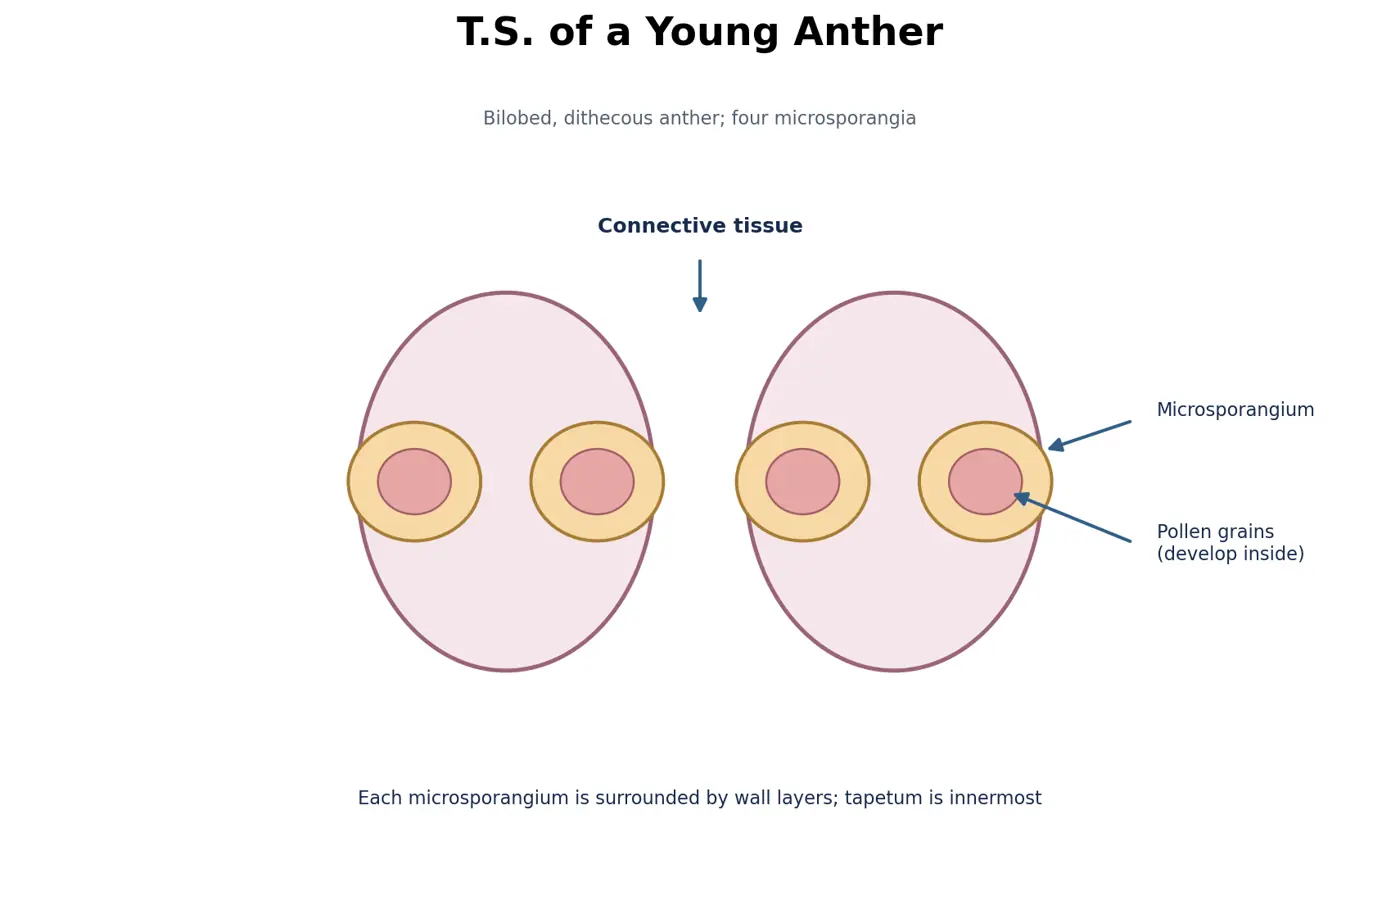 T.S. of a Young Anther
Bilobed, dithecous anther; four microsporangia
Connective tissue
Microsporangium
Pollen grains
(develop inside)
Each microsporangium is surrounded by wall layers; tapetum is innermost